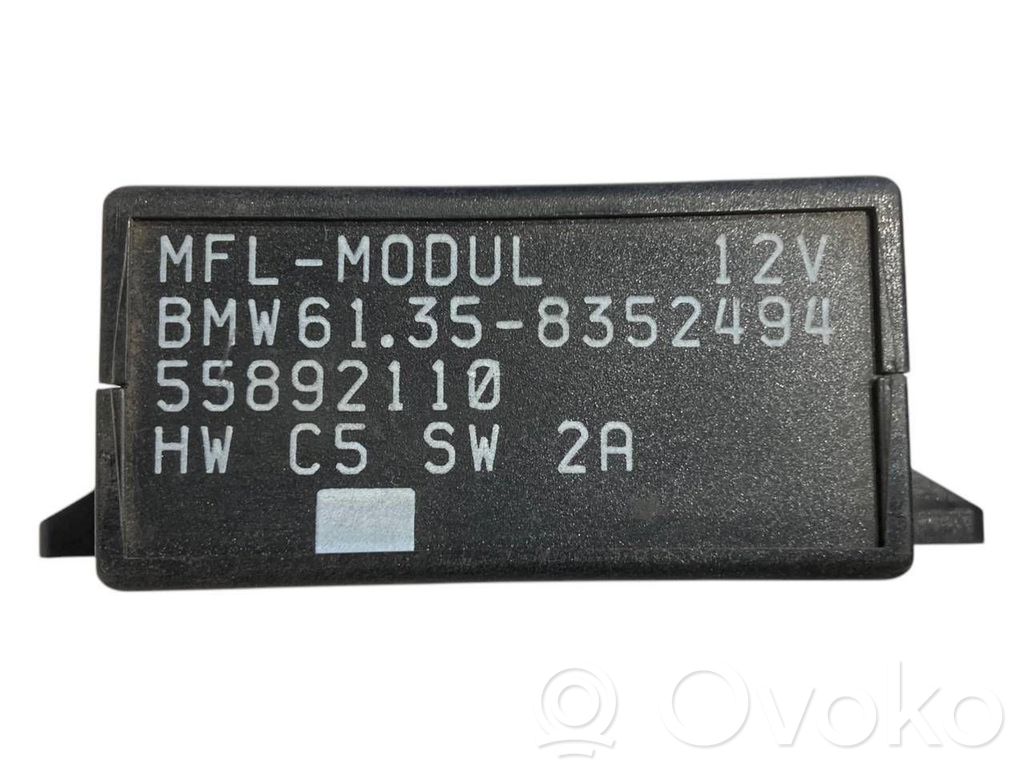 MFL-MODUL 12V
BMW61.35-8352494
55892110
HW C5 SW 2A
Ovoko